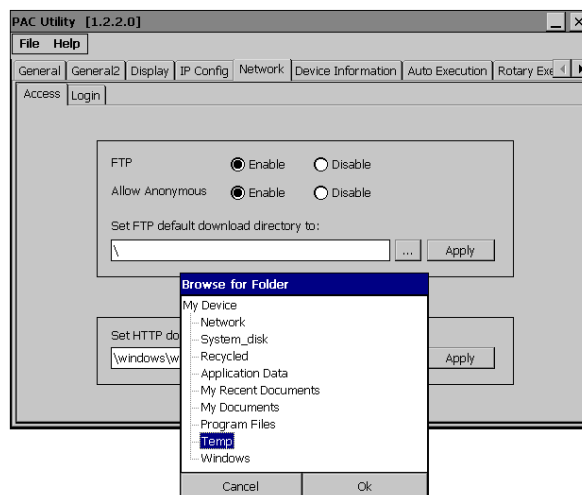 PAC Utility [1.2.2.0]
File Help
General General2 Display IP Config Network Device Information Auto Execution Rotary Exe
Access Login
FTP Enable Disable
Allow Anonymous Enable Disable
Set FTP default download directory to:
\ ... Apply
Browse for Folder
My Device
Network
System_disk
Recycled
Application Data
My Recent Documents
My Documents
Program Files
Temp
Windows
Cancel Ok
Set HTTP do
\windows\w Apply